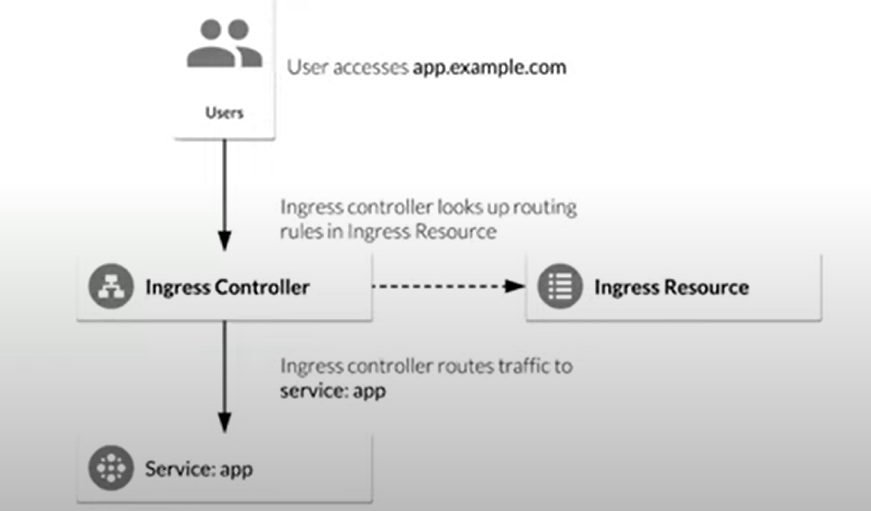 User accesses app.example.com
Users
Ingress controller looks up routing
rules in Ingress Resource
Ingress Controller
Ingress Resource
Ingress controller routes traffic to
service: app
Service: app